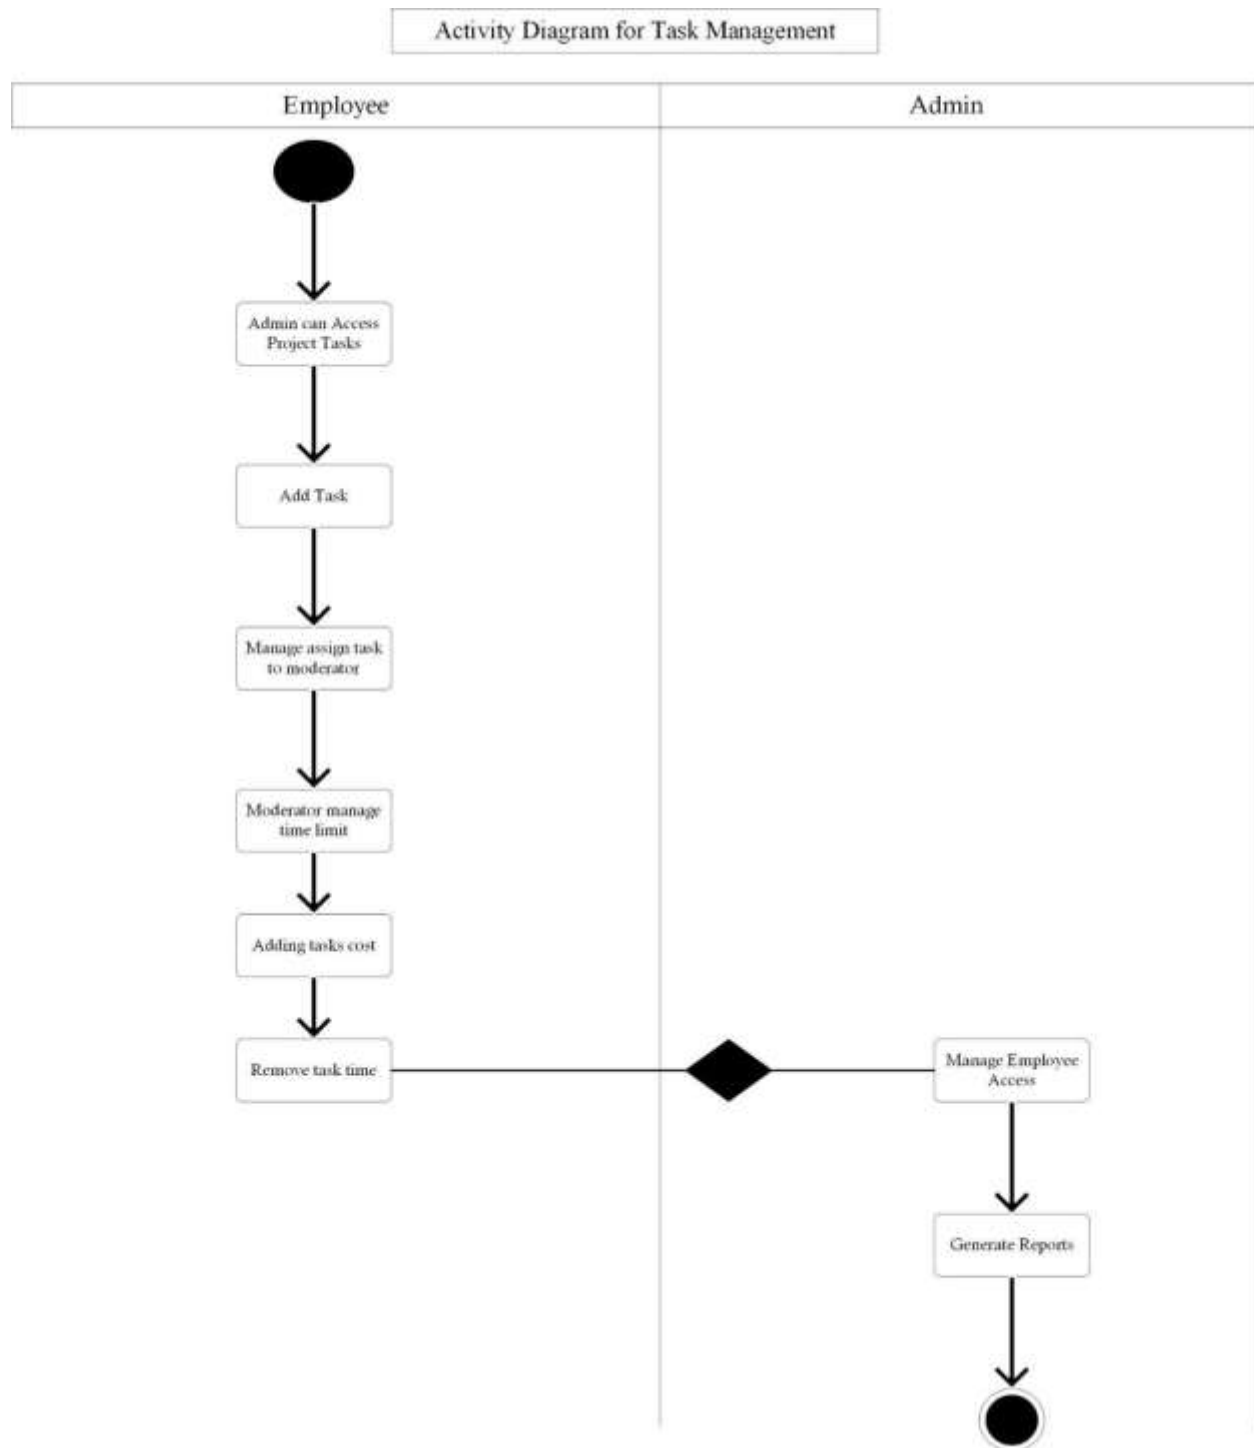 Activity Diagram for Task Management
Employee
Admin
Admin can Access
Project Tasks
Add Task
Manage assign task
to moderator
Moderator manage
time limit
Adding tasks cost
Remove task time
Manage Employee
Access
Generate Reports